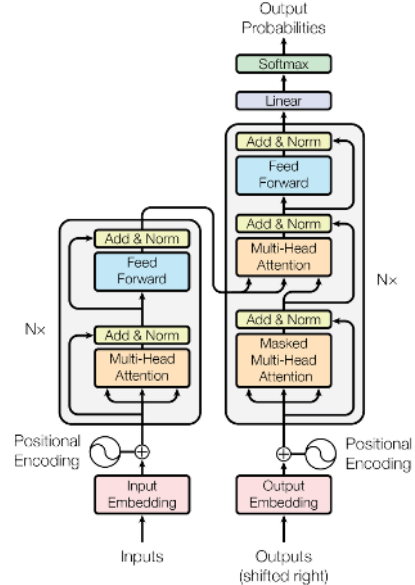 Output
Probabilities
Softmax
Linear
Add & Norm
Feed
Forward
Add & Norm
Multi-Head
Attention
Nx
Add & Norm
Masked
Multi-Head
Attention
Positional
Encoding
Output
Embedding
Outputs
(shifted right)
Add & Norm
Feed
Forward
Nx
Add & Norm
Multi-Head
Attention
Positional
Encoding
Input
Embedding
Inputs